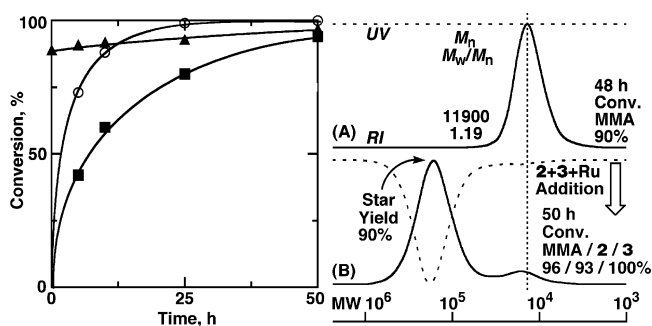 100
50
0
Conversion, %
0
25
50
Time, h
UV
Mn
Mw/Mn
11900
1.19
48 h
Conv.
MMA
90%
(A)
RI
2+3+Ru
Addition
Star
Yield
90%
50 h
Conv.
MMA / 2 / 3
96 / 93 / 100%
(B)
MW 10⁶ 10⁵ 10⁴ 10³